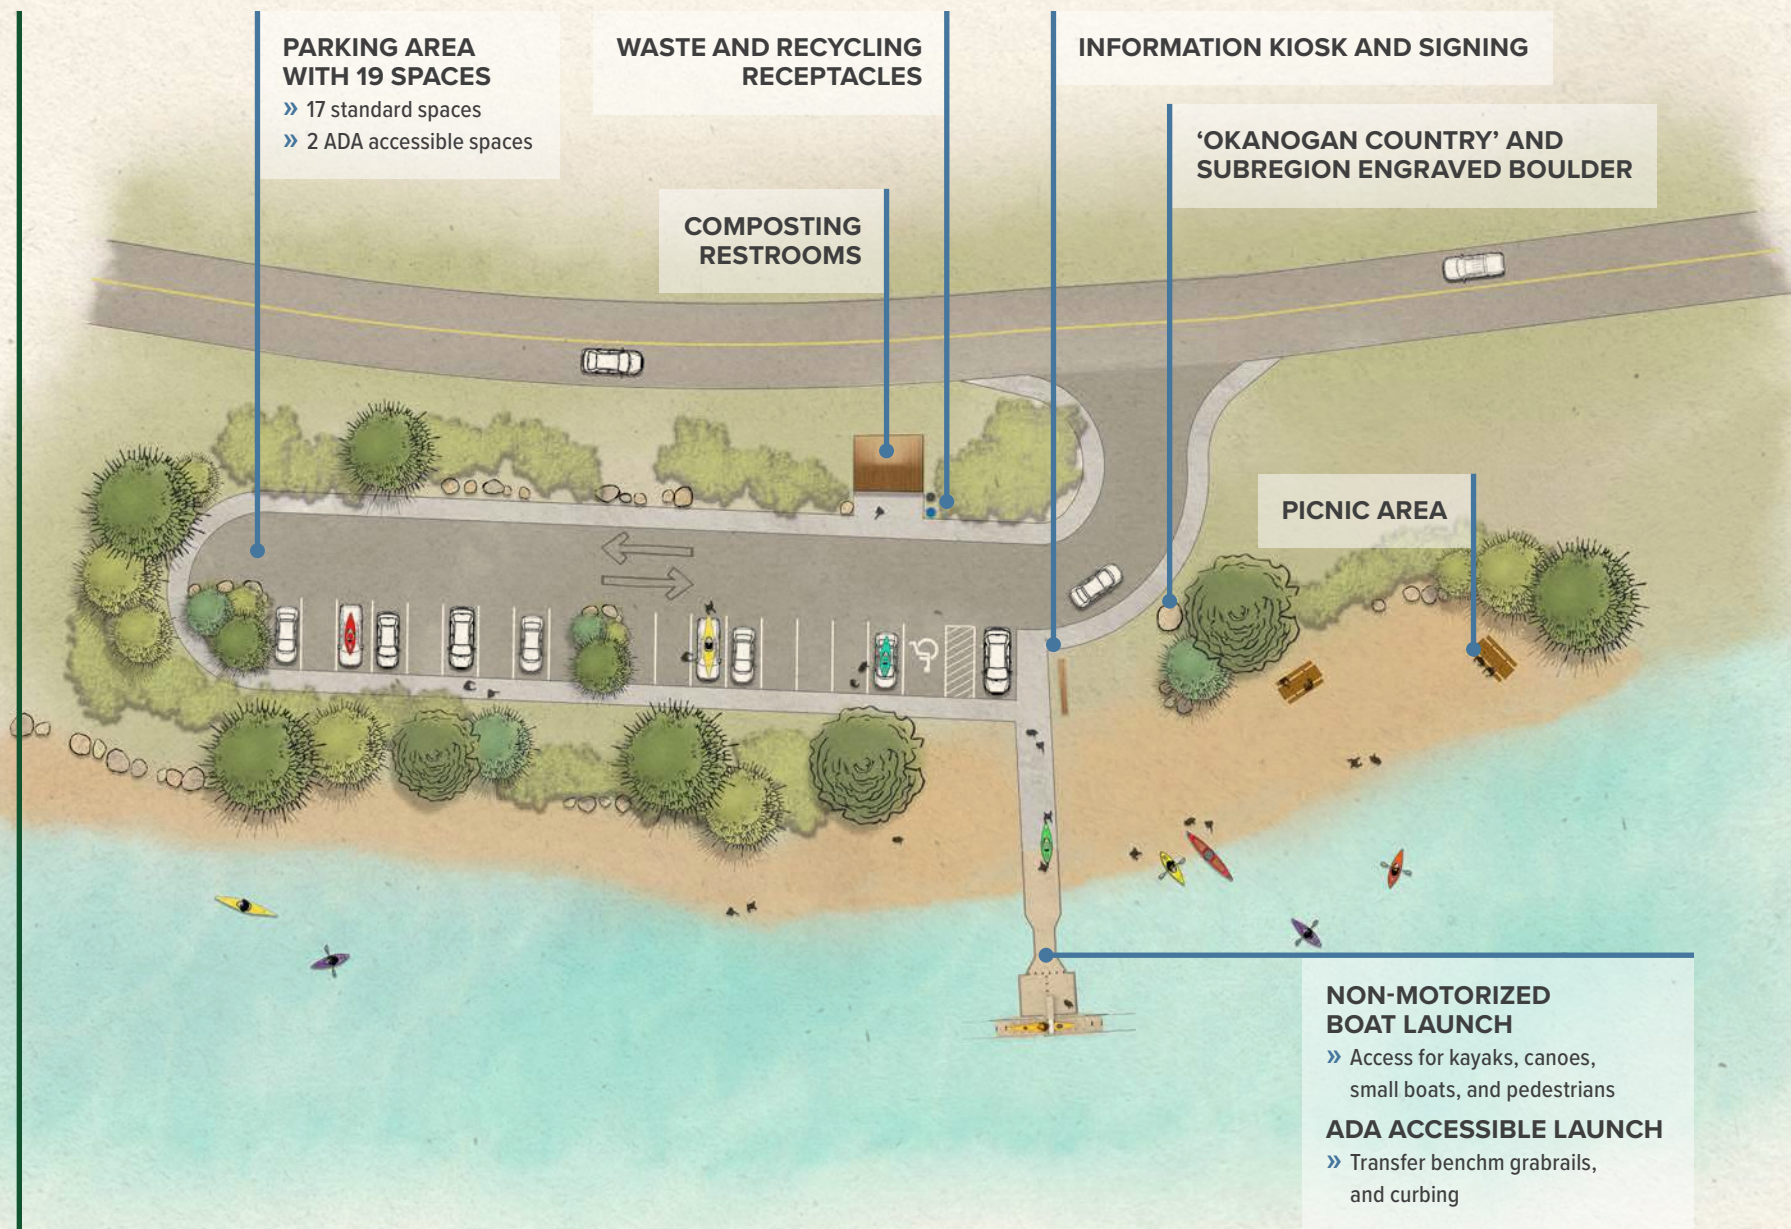 PARKING AREA
WITH 19 SPACES
» 17 standard spaces
» 2 ADA accessible spaces
WASTE AND RECYCLING
RECEPTACLES
INFORMATION KIOSK AND SIGNING
‘OKANOGAN COUNTRY’ AND
SUBREGION ENGRAVED BOULDER
COMPOSTING
RESTROOMS
PICNIC AREA
NON-MOTORIZED
BOAT LAUNCH
» Access for kayaks, canoes,
small boats, and pedestrians
ADA ACCESSIBLE LAUNCH
» Transfer benchm grabrails,
and curbing